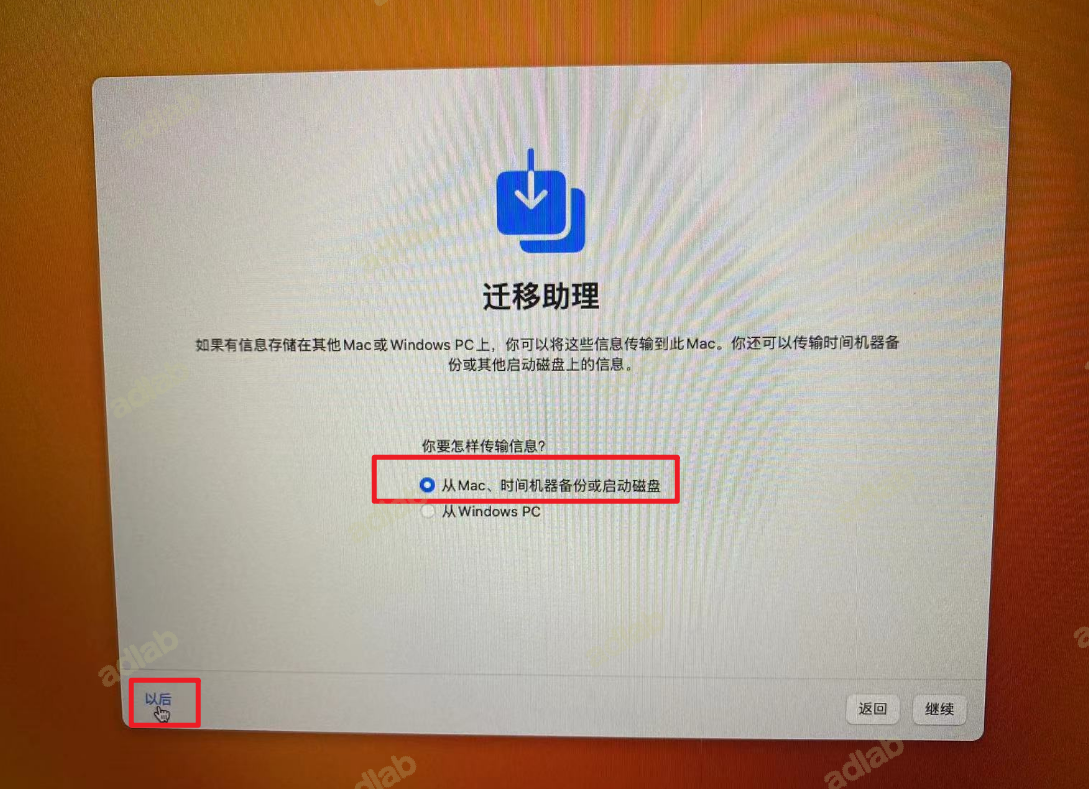 迁移助理
如果有信息存储在其他Mac或Windows PC上，你可以将这些信息传输到此Mac。你还可以传输时间机器备
份或其他启动磁盘上的信息。
你要怎样传输信息？
从Mac、时间机器备份或启动磁盘
从Windows PC
以后
返回
继续
adlab
adlab
adlab
adlab
adlab
adlab